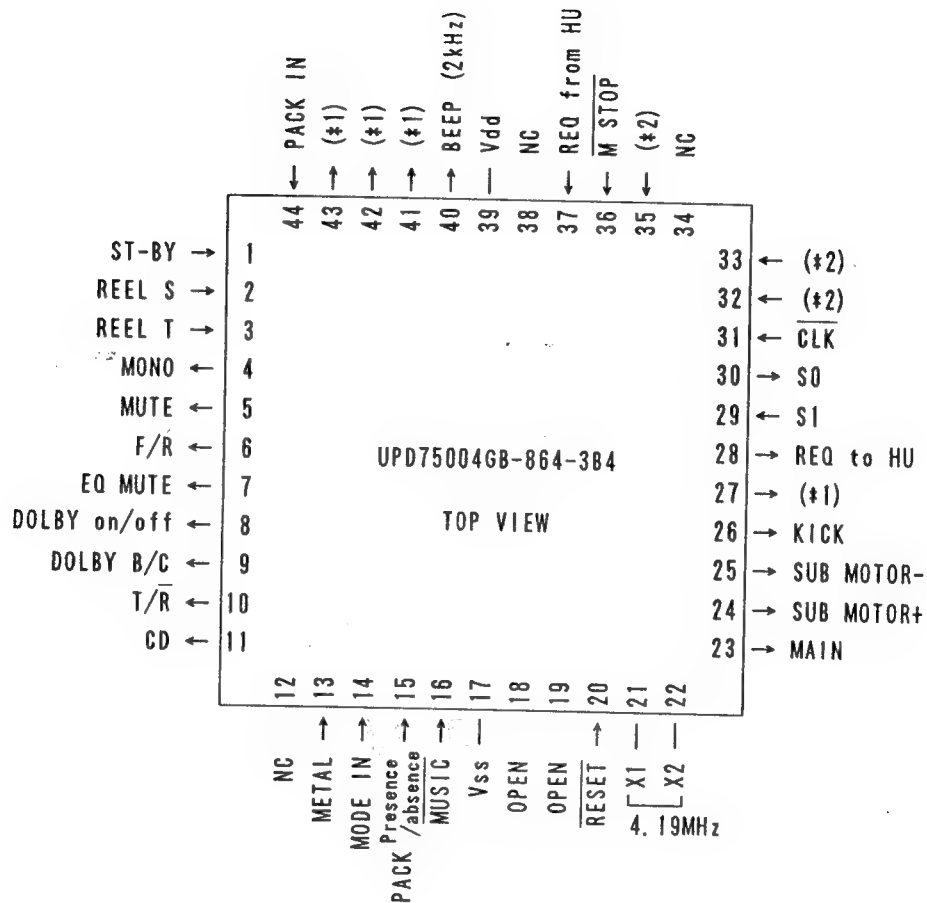 PACK IN
(*1)
(*1)
(*1)
BEEP (2kHz)
Vdd
NC
REQ from HU
M STOP
(*2)
NC
← ↑ ↑ ↑ ↑ | ↓ ↓ ↓
44 43 42 41 40 39 38 37 36 35 34
ST-BY → 1
REEL S → 2
REEL T → 3
MONO ← 4
MUTE ← 5
F/R ← 6
EQ MUTE ← 7
DOLBY on/off ← 8
DOLBY B/C ← 9
T/R̅ ← 10
CD ← 11
UPD75004GB-864-3B4
TOP VIEW
33 ← (*2)
32 ← (*2)
31 ← C̅L̅K̅
30 → SO
29 ← S1
28 → REQ to HU
27 → (*1)
26 → KICK
25 → SUB MOTOR-
24 → SUB MOTOR+
23 → MAIN
12 13 14 15 16 17 18 19 20 21 22
NC
METAL
MODE IN
PACK Presence
/absence
MUSIC
Vss
OPEN
OPEN
RESET
X1
X2
4.19MHz